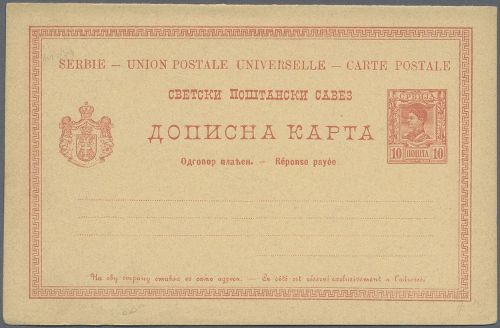 SERBIE – UNION POSTALE UNIVERSELLE – CARTE POSTALE
СВЕТСКИ ПОШТАНСКИ САВЕЗ
ДОПИСНА КАРТА
Одговор плаћен. – Réponse payée
СРБИЈА
10 ПОШТА 10
На ову страну ставља се само адреса. – Ce côté est réservé exclusivement à l'adresse.